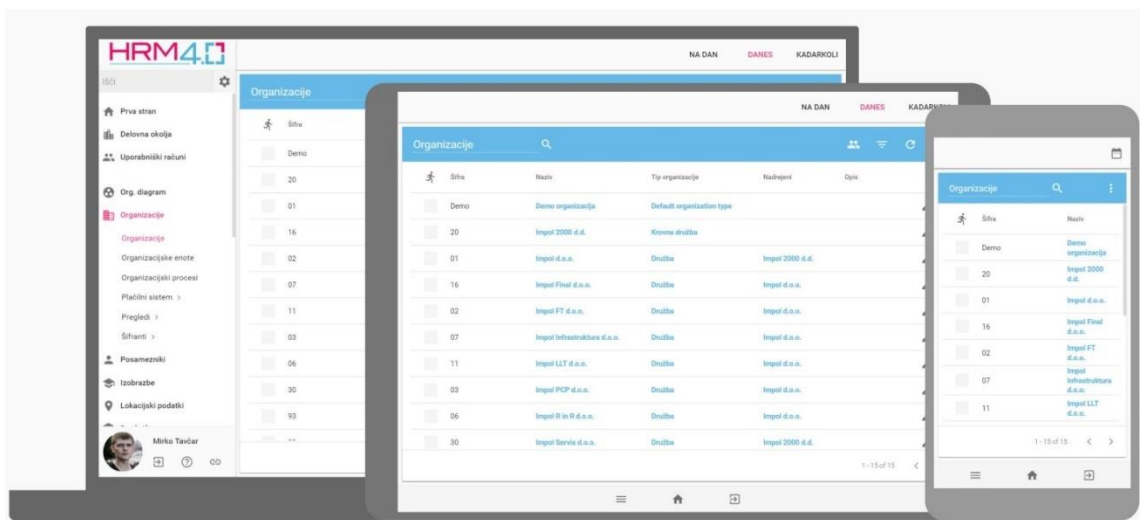 HRM4.0
Išči
Prva stran
Delovna okolja
Uporabniški računi
Org. diagram
Organizacije
Organizacije
Organizacijske enote
Organizacijski procesi
Plačilni sistem >
Pregledi >
Šifranti >
Posamezniki
Izobrazbe
Lokacijski podatki
Mirko Tavčar
NA DAN DANES KADARKOLI
Organizacije
Šifra
Demo
20
01
16
02
07
11
03
06
30
93
NA DAN DANES
Organizacije
Šifra Naziv Tip organizacije Nadrejeni Opis
Demo Demo organizacija Default organization type
20 Impol 2000 d.d. Krovna družba
01 Impol d.o.o. Družba Impol 2000 d.d.
16 Impol Final d.o.o. Družba Impol d.o.o.
02 Impol FT d.o.o. Družba Impol d.o.o.
07 Impol Infrastruktura d.o.o. Družba Impol d.o.o.
11 Impol LLT d.o.o. Družba Impol d.o.o.
03 Impol PCP d.o.o. Družba Impol d.o.o.
06 Impol R in R d.o.o. Družba Impol d.o.o.
30 Impol Servis d.o.o. Družba Impol 2000 d.d.
1 - 15 of 15
Organizacije
Šifra Naziv
Demo Demo
organizacija
20 Impol 2000
d.d.
01 Impol d.o.o.
16 Impol Final
d.o.o.
02 Impol FT
d.o.o.
07 Impol
Infrastruktura
d.o.o.
11 Impol LLT
d.o.o.
1 - 15 of 15